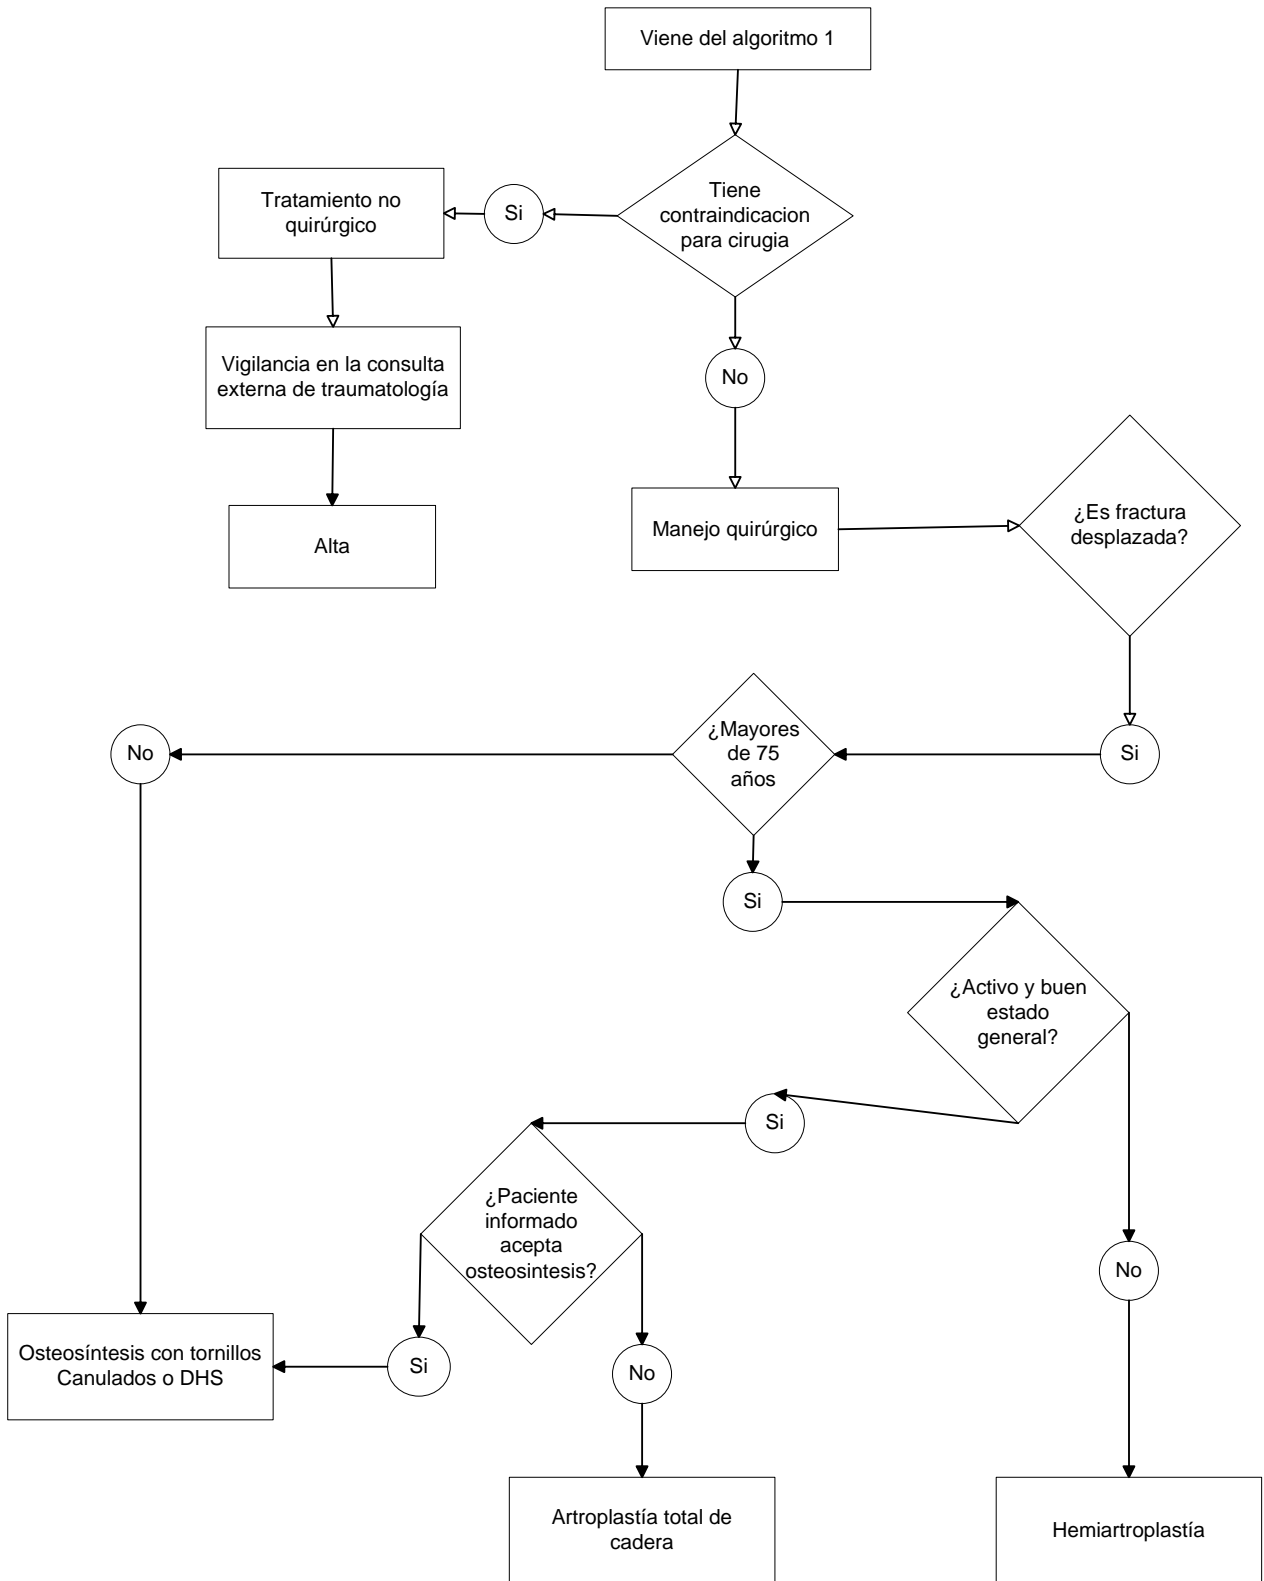 Viene del algoritmo 1
Tiene
contraindicacion
para cirugia
Si
Tratamiento no
quirúrgico
Vigilancia en la consulta
externa de traumatología
Alta
No
Manejo quirúrgico
¿Es fractura
desplazada?
Si
¿Mayores
de 75
años
No
Si
¿Activo y buen
estado
general?
Si
No
¿Paciente
informado
acepta
osteosintesis?
Si
No
Osteosíntesis con tornillos
Canulados o DHS
Artroplastía total de
cadera
Hemiartroplastía